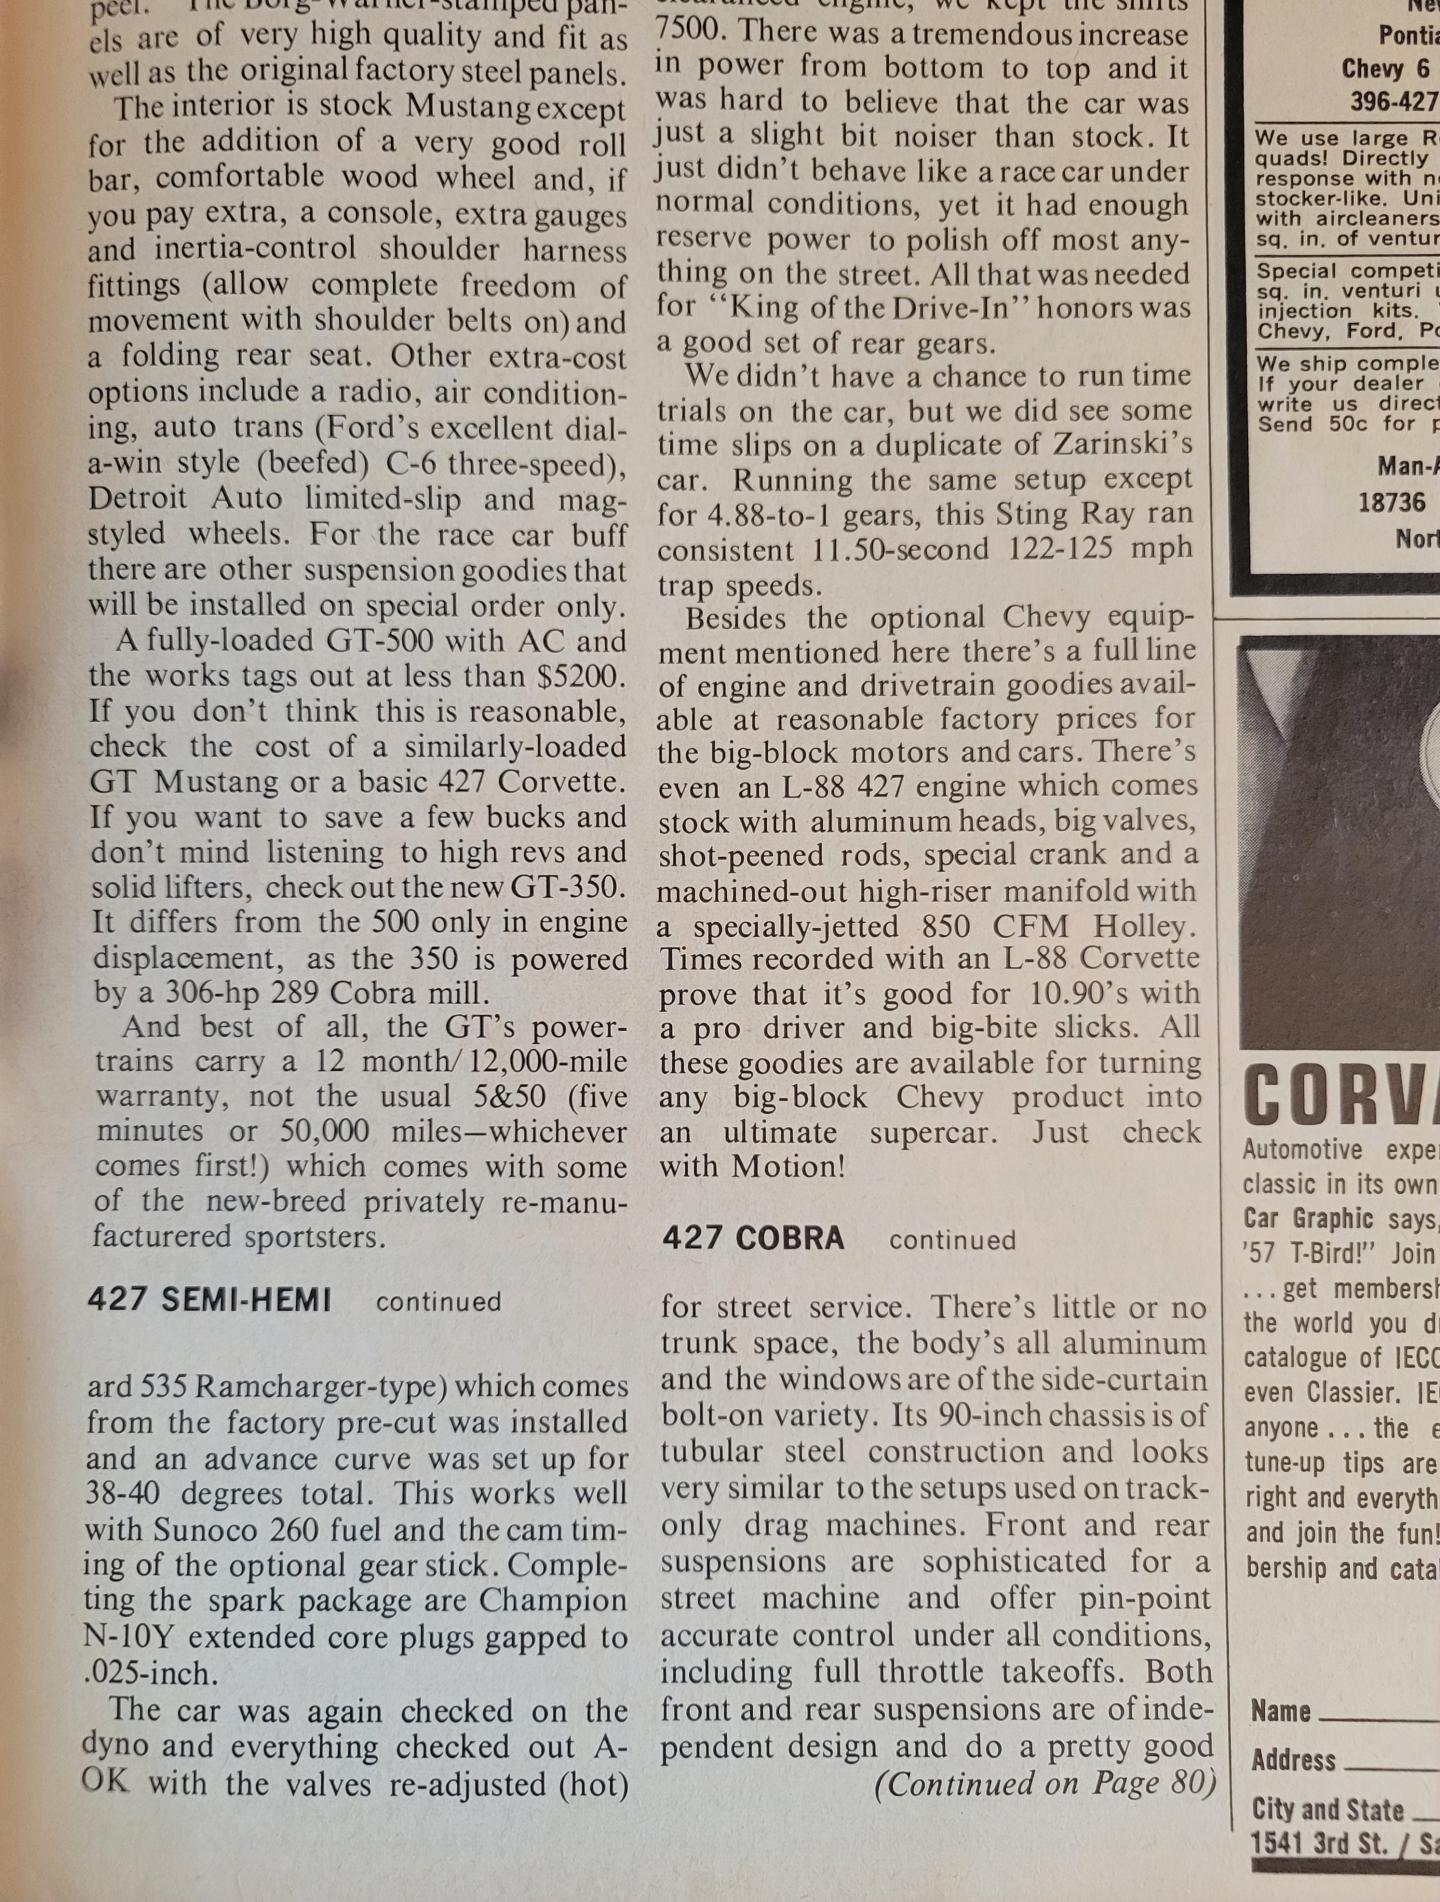 peel. The Borg-Warner-stamped pan-
els are of very high quality and fit as
well as the original factory steel panels.
The interior is stock Mustang except
for the addition of a very good roll
bar, comfortable wood wheel and, if
you pay extra, a console, extra gauges
and inertia-control shoulder harness
fittings (allow complete freedom of
movement with shoulder belts on) and
a folding rear seat. Other extra-cost
options include a radio, air condition-
ing, auto trans (Ford's excellent dial-
a-win style (beefed) C-6 three-speed),
Detroit Auto limited-slip and mag-
styled wheels. For the race car buff
there are other suspension goodies that
will be installed on special order only.
A fully-loaded GT-500 with AC and
the works tags out at less than $5200.
If you don't think this is reasonable,
check the cost of a similarly-loaded
GT Mustang or a basic 427 Corvette.
If you want to save a few bucks and
don't mind listening to high revs and
solid lifters, check out the new GT-350.
It differs from the 500 only in engine
displacement, as the 350 is powered
by a 306-hp 289 Cobra mill.
And best of all, the GT's power-
trains carry a 12 month/12,000-mile
warranty, not the usual 5&50 (five
minutes or 50,000 miles—whichever
comes first!) which comes with some
of the new-breed privately re-manu-
facturered sportsters.
427 SEMI-HEMI continued
ard 535 Ramcharger-type) which comes
from the factory pre-cut was installed
and an advance curve was set up for
38-40 degrees total. This works well
with Sunoco 260 fuel and the cam tim-
ing of the optional gear stick. Comple-
ting the spark package are Champion
N-10Y extended core plugs gapped to
.025-inch.
The car was again checked on the
dyno and everything checked out A-
OK with the valves re-adjusted (hot)
engine, we kept the shifts
7500. There was a tremendous increase
in power from bottom to top and it
was hard to believe that the car was
just a slight bit noiser than stock. It
just didn't behave like a race car under
normal conditions, yet it had enough
reserve power to polish off most any-
thing on the street. All that was needed
for "King of the Drive-In" honors was
a good set of rear gears.
We didn't have a chance to run time
trials on the car, but we did see some
time slips on a duplicate of Zarinski's
car. Running the same setup except
for 4.88-to-1 gears, this Sting Ray ran
consistent 11.50-second 122-125 mph
trap speeds.
Besides the optional Chevy equip-
ment mentioned here there's a full line
of engine and drivetrain goodies avail-
able at reasonable factory prices for
the big-block motors and cars. There's
even an L-88 427 engine which comes
stock with aluminum heads, big valves,
shot-peened rods, special crank and a
machined-out high-riser manifold with
a specially-jetted 850 CFM Holley.
Times recorded with an L-88 Corvette
prove that it's good for 10.90's with
a pro driver and big-bite slicks. All
these goodies are available for turning
any big-block Chevy product into
an ultimate supercar. Just check
with Motion!
427 COBRA continued
for street service. There's little or no
trunk space, the body's all aluminum
and the windows are of the side-curtain
bolt-on variety. Its 90-inch chassis is of
tubular steel construction and looks
very similar to the setups used on track-
only drag machines. Front and rear
suspensions are sophisticated for a
street machine and offer pin-point
accurate control under all conditions,
including full throttle takeoffs. Both
front and rear suspensions are of inde-
pendent design and do a pretty good
(Continued on Page 80)
Chevy 6
396-427
We use large
quads! Directly
response with
stocker-like.
with aircleaners
sq. in. of
Special
sq. in. venturi
injection kits.
Chevy, Ford,
We ship
If your dealer
write us direct
Send 50c for
18736
Automotive
classic in its own
Car Graphic says,
'57 T-Bird!" Join
... get
the world you
catalogue of
even Classier.
anyone ... the
tune-up tips are
right and
and join the fun!
bership and
Name
Address
City and State
1541 3rd St. /